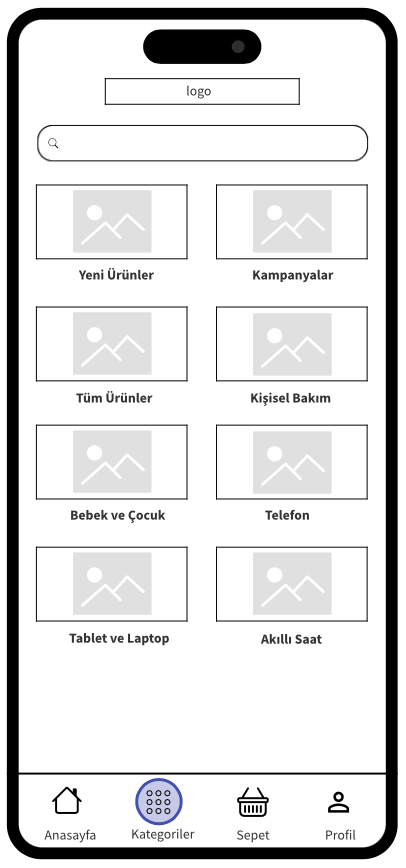 logo
Yeni Ürünler
Kampanyalar
Tüm Ürünler
Kişisel Bakım
Bebek ve Çocuk
Telefon
Tablet ve Laptop
Akıllı Saat
Anasayfa
Kategoriler
Sepet
Profil